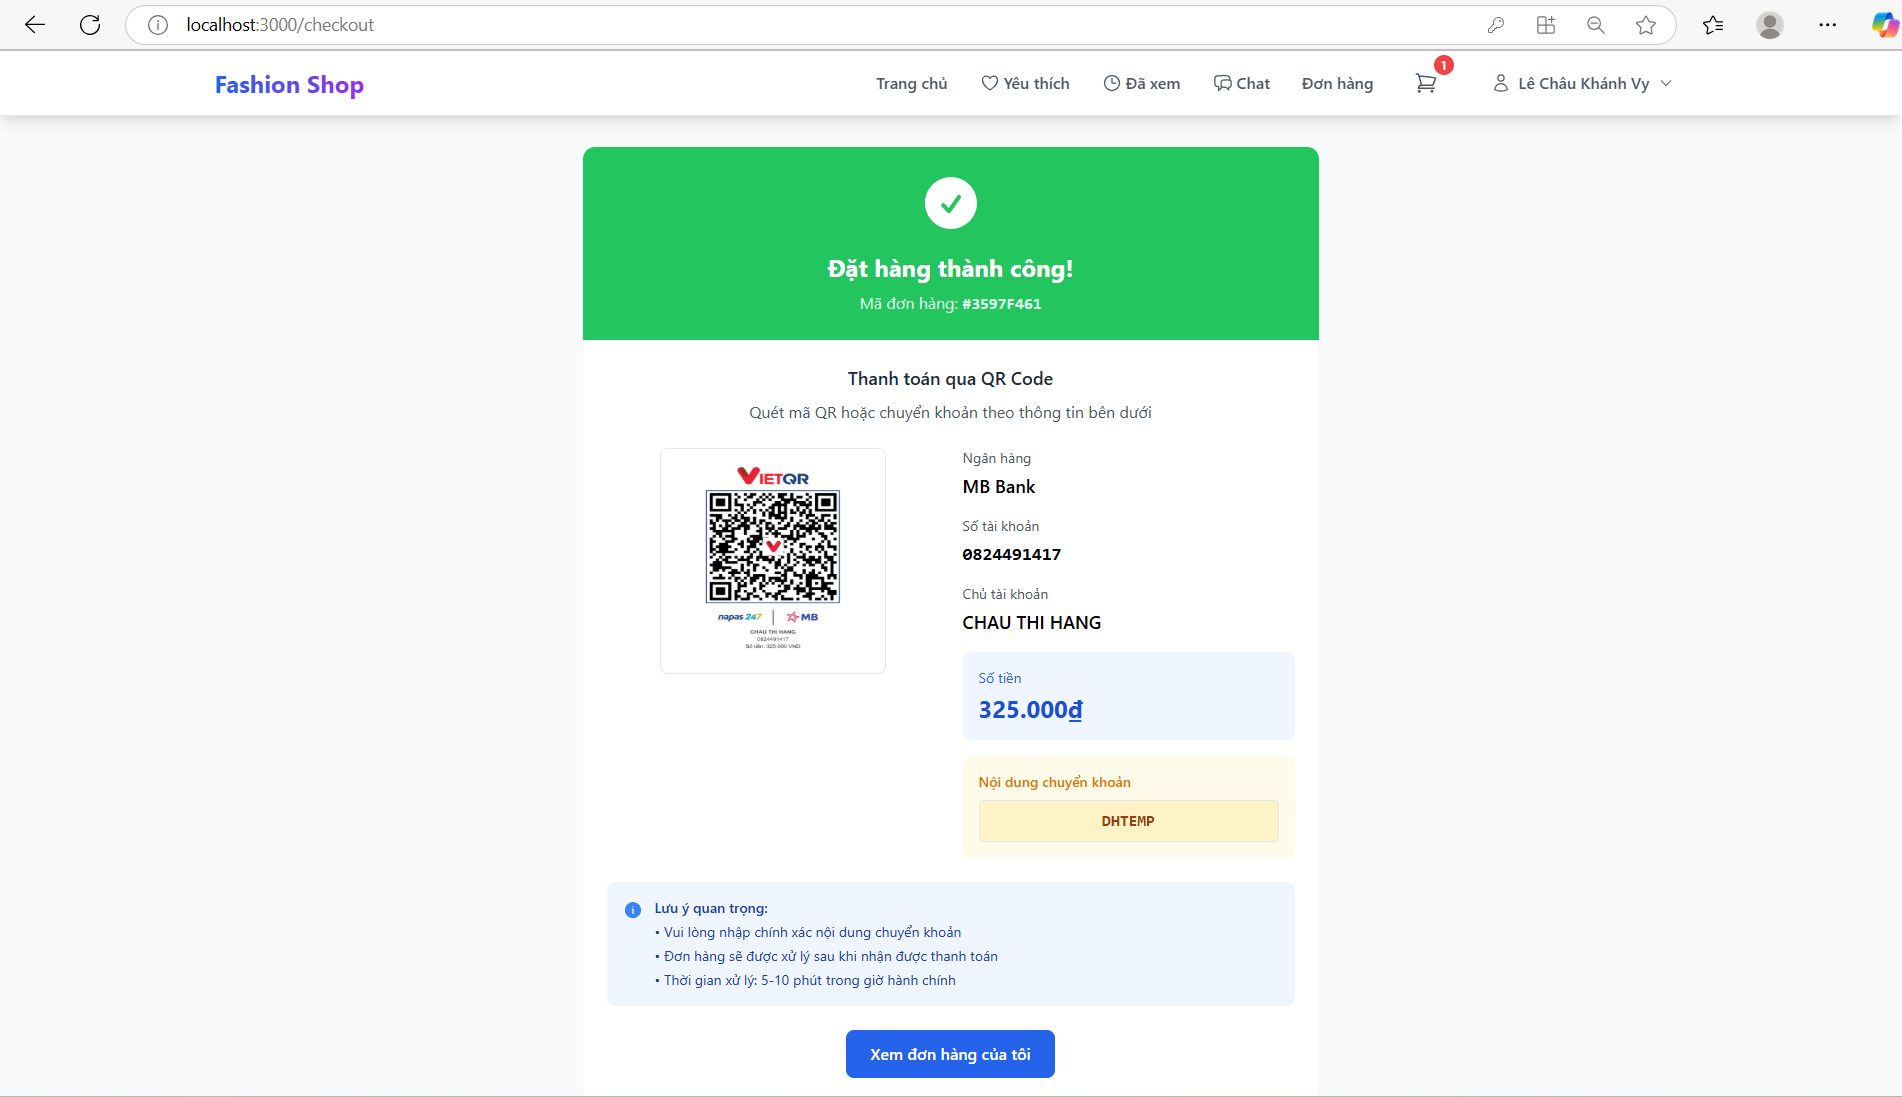 localhost:3000/checkout
Fashion Shop
Trang chủ
Yêu thích
Đã xem
Chat
Đơn hàng
1
Lê Châu Khánh Vy
Đặt hàng thành công!
Mã đơn hàng: #3597F461
Thanh toán qua QR Code
Quét mã QR hoặc chuyển khoản theo thông tin bên dưới
VIETQR
napas 247 | MB
CHAU THI HANG
0824491417
Số tiền: 325.000 VND
Ngân hàng
MB Bank
Số tài khoản
0824491417
Chủ tài khoản
CHAU THI HANG
Số tiền
325.000₫
Nội dung chuyển khoản
DHTEMP
Lưu ý quan trọng:
• Vui lòng nhập chính xác nội dung chuyển khoản
• Đơn hàng sẽ được xử lý sau khi nhận được thanh toán
• Thời gian xử lý: 5-10 phút trong giờ hành chính
Xem đơn hàng của tôi